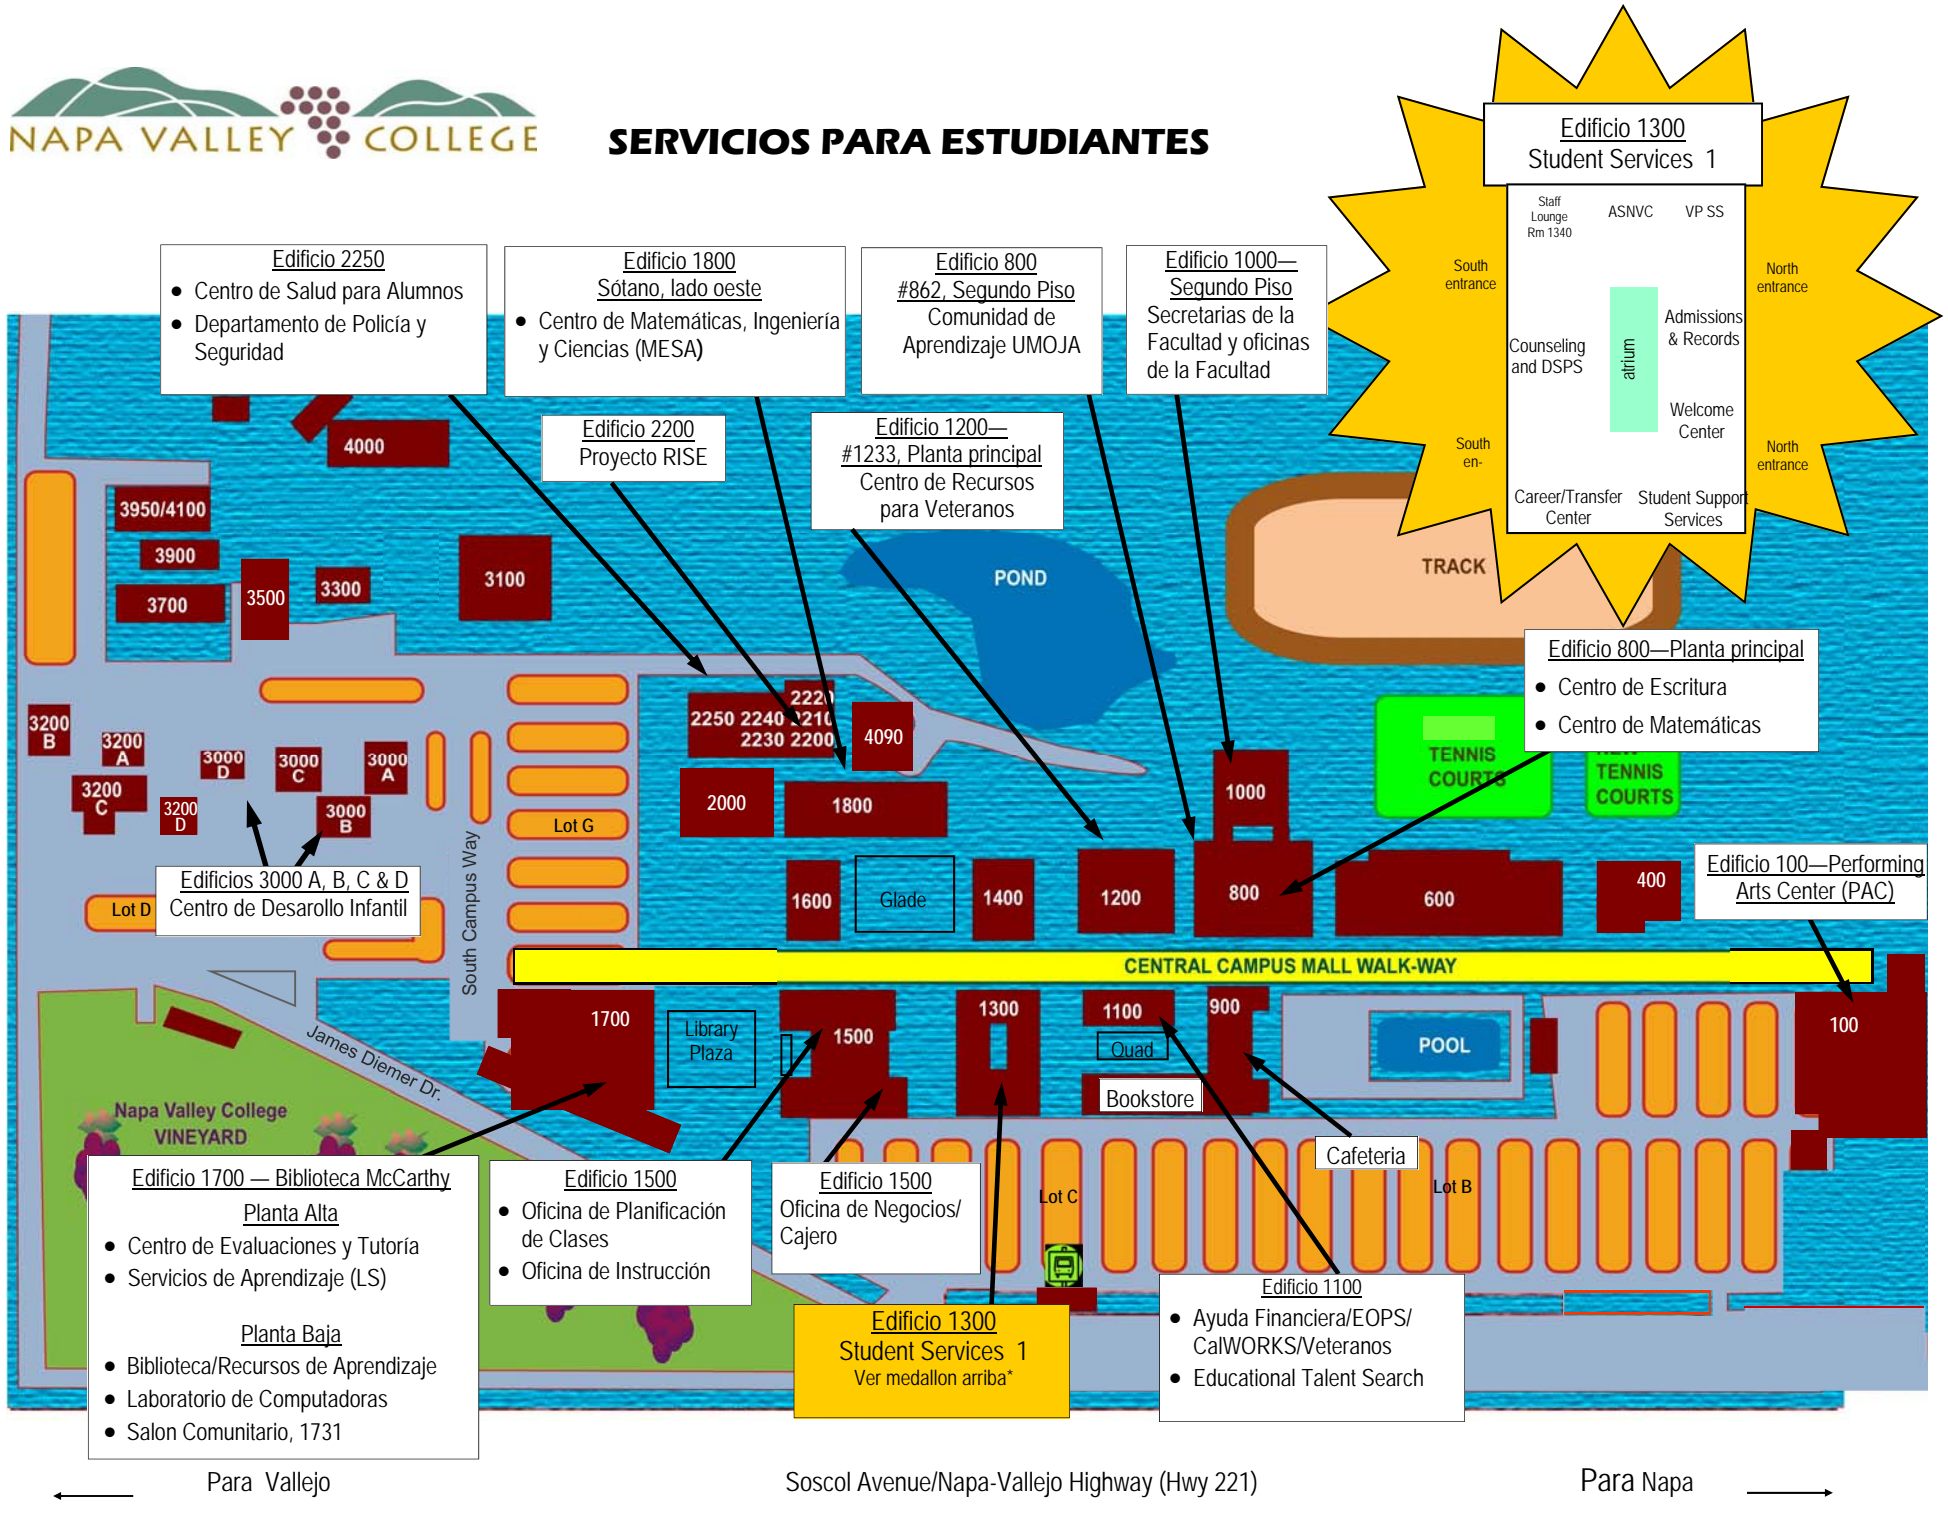 NAPA VALLEY COLLEGE
SERVICIOS PARA ESTUDIANTES
Edificio 1300
Student Services 1
Staff
Lounge
Rm 1340
ASNVC
VP SS
South
entrance
North
entrance
Counseling
and DSPS
atrium
Admissions
& Records
Welcome
Center
South
en-
North
entrance
Career/Transfer
Center
Student Support
Services
Edificio 2250
• Centro de Salud para Alumnos
• Departamento de Policía y
Seguridad
Edificio 1800
Sótano, lado oeste
• Centro de Matemáticas, Ingeniería
y Ciencias (MESA)
Edificio 800
#862, Segundo Piso
Comunidad de
Aprendizaje UMOJA
Edificio 1000—
Segundo Piso
Secretarias de la
Facultad y oficinas
de la Facultad
Edificio 2200
Proyecto RISE
Edificio 1200—
#1233, Planta principal
Centro de Recursos
para Veteranos
4000
3950/4100
3900
3700
3500
3300
3100
POND
TRACK
Edificio 800—Planta principal
• Centro de Escritura
• Centro de Matemáticas
3200
B
3200
A
3200
C
3200
D
3000
D
3000
C
3000
A
3000
B
2220
2250 2240 2210
2230 2200
4090
2000
1800
1000
TENNIS
COURTS
NEW
TENNIS
COURTS
Lot G
South Campus Way
Edificios 3000 A, B, C & D
Centro de Desarollo Infantil
Lot D
1600
Glade
1400
1200
800
600
400
Edificio 100—Performing
Arts Center (PAC)
CENTRAL CAMPUS MALL WALK-WAY
1700
Library
Plaza
1500
1300
1100
Quad
Bookstore
900
POOL
100
James Diemer Dr.
Napa Valley College
VINEYARD
Cafeteria
Lot C
Lot B
Edificio 1700 — Biblioteca McCarthy
Planta Alta
• Centro de Evaluaciones y Tutoría
• Servicios de Aprendizaje (LS)
Planta Baja
• Biblioteca/Recursos de Aprendizaje
• Laboratorio de Computadoras
• Salon Comunitario, 1731
Edificio 1500
• Oficina de Planificación
de Clases
• Oficina de Instrucción
Edificio 1500
Oficina de Negocios/
Cajero
Edificio 1300
Student Services 1
Ver medallon arriba*
Edificio 1100
• Ayuda Financiera/EOPS/
CalWORKS/Veteranos
• Educational Talent Search
Para Vallejo
Soscol Avenue/Napa-Vallejo Highway (Hwy 221)
Para Napa